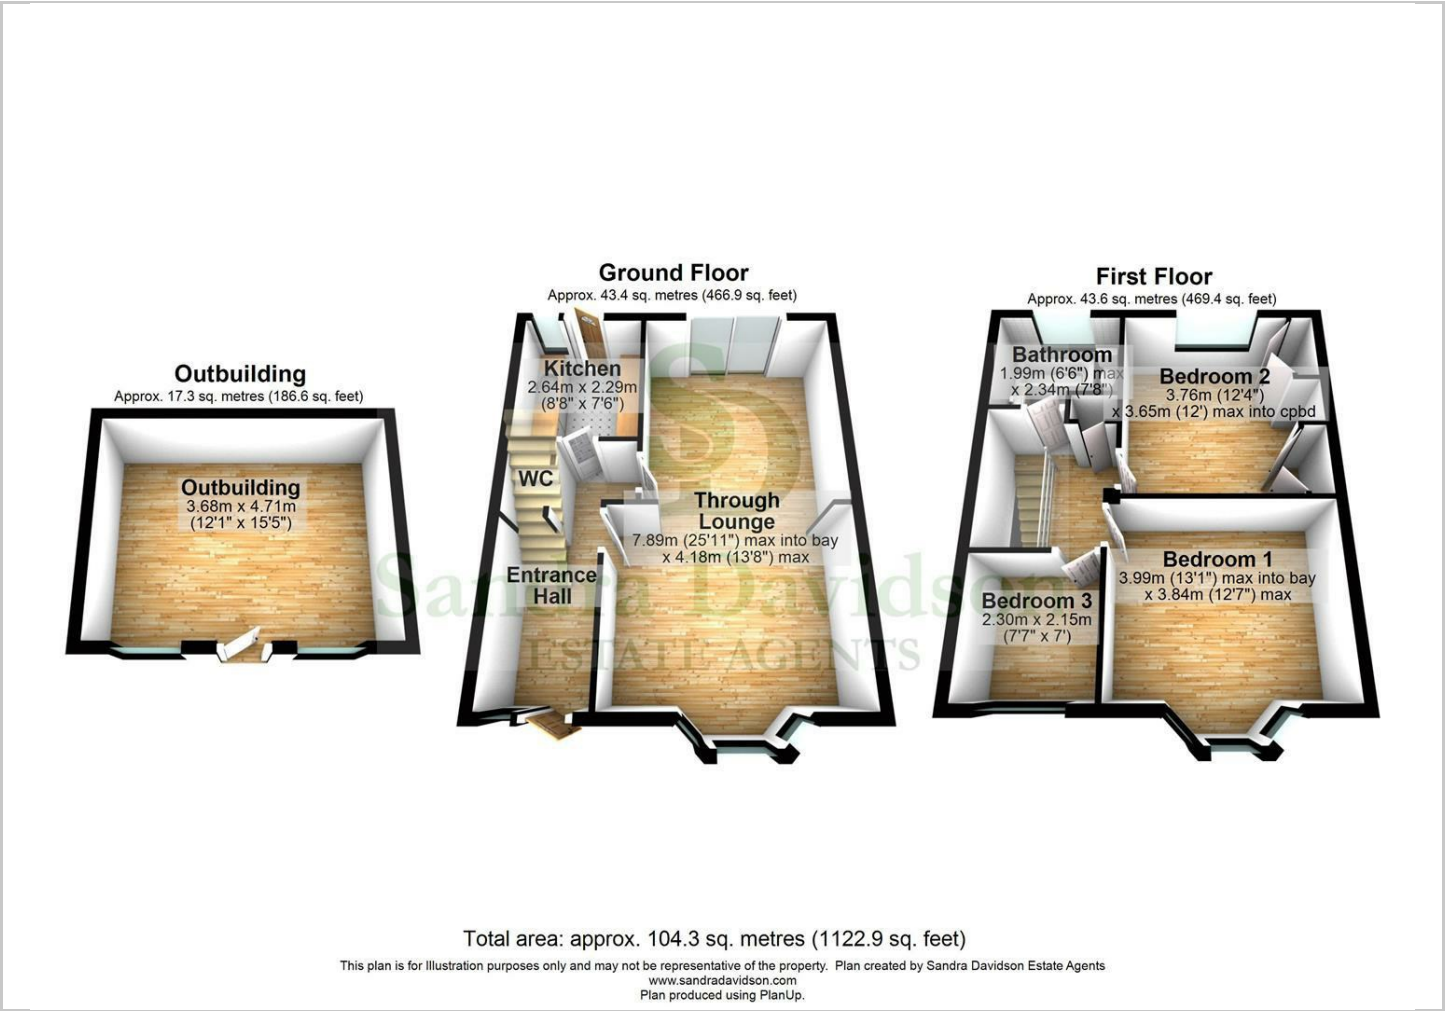 Outbuilding
Approx. 17.3 sq. metres (186.6 sq. feet)
Outbuilding
3.68m x 4.71m
(12'1" x 15'5")
Ground Floor
Approx. 43.4 sq. metres (466.9 sq. feet)
Kitchen
2.64m x 2.29m
(8'8" x 7'6")
WC
Through
Lounge
7.89m (25'11") max into bay
x 4.18m (13'8") max
Entrance
Hall
First Floor
Approx. 43.6 sq. metres (469.4 sq. feet)
Bathroom
1.99m (6'6") max
x 2.34m (7'8")
Bedroom 2
3.76m (12'4")
x 3.65m (12') max into cpbd
Bedroom 1
3.99m (13'1") max into bay
x 3.84m (12'7") max
Bedroom 3
2.30m x 2.15m
(7'7" x 7')
SD
Sandra Davidson
ESTATE AGENTS
Total area: approx. 104.3 sq. metres (1122.9 sq. feet)
This plan is for Illustration purposes only and may not be representative of the property.  Plan created by Sandra Davidson Estate Agents
www.sandradavidson.com
Plan produced using PlanUp.